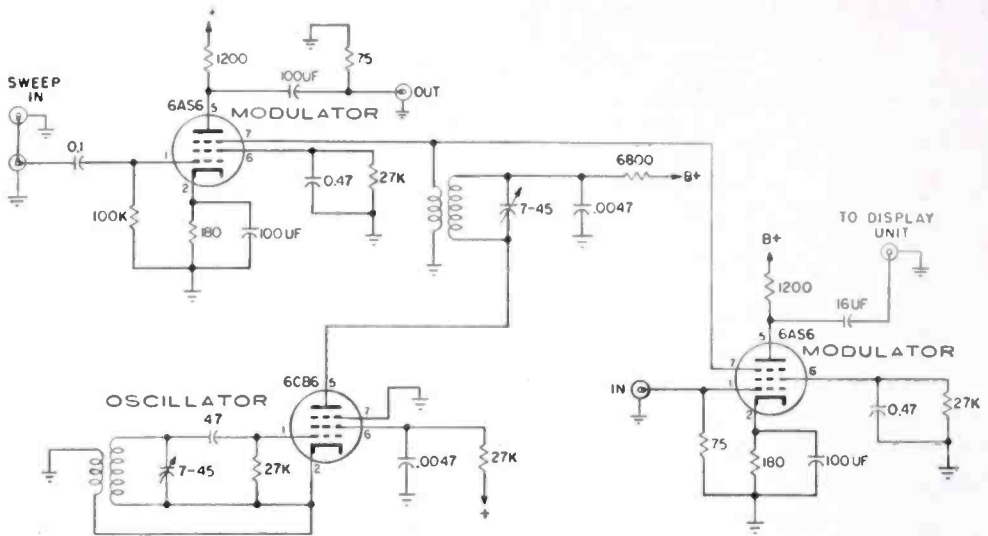 +
1200
75
SWEEP
IN
100UF
OUT
6AS6
5
MODULATOR
7
6
0.1
1
2
0.47
27K
100K
180
100UF
6800
B+
7-45
.0047
TO DISPLAY
UNIT
B+
1200
16UF
6AS6
5
MODULATOR
7
6
IN
1
2
0.47
27K
75
180
100UF
6CB6
5
OSCILLATOR
47
7
6
1
2
7-45
27K
.0047
27K
+